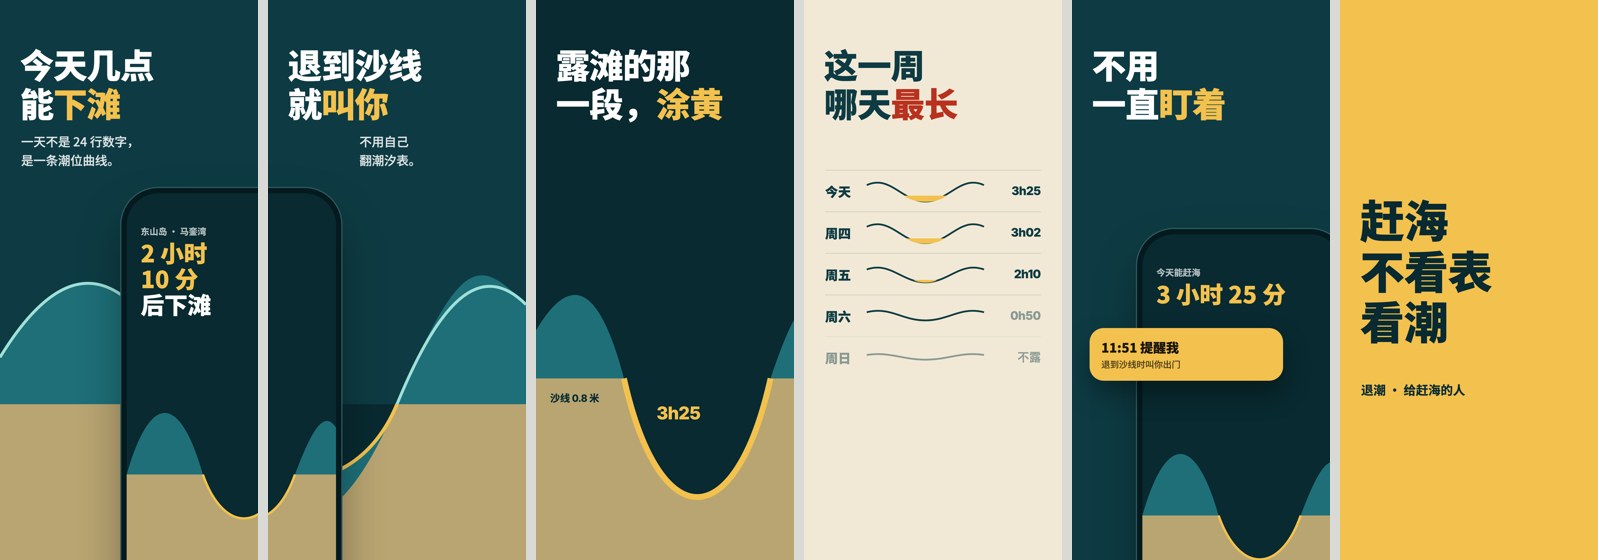 今天几点
能下滩
一天不是 24 行数字，
是一条潮位曲线。
东山岛 · 马銮湾
2 小时
10 分
后下滩
退到沙线
就叫你
不用自己
翻潮汐表。
露滩的那
一段，涂黄
沙线 0.8 米
3h25
这一周
哪天最长
今天 3h25
周四 3h02
周五 2h10
周六 0h50
周日 不露
不用
一直盯着
今天能赶海
3 小时 25 分
11:51 提醒我
退到沙线时叫你出门
赶海
不看表
看潮
退潮 · 给赶海的人